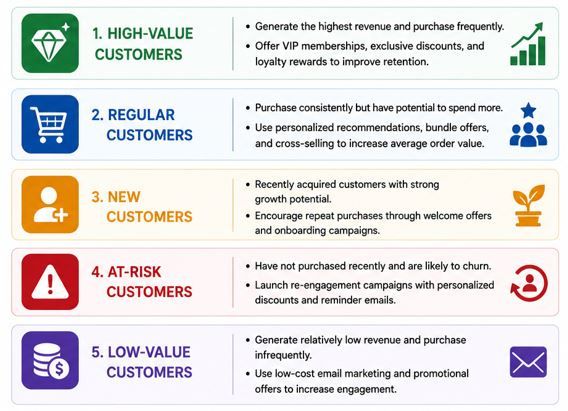 1. HIGH-VALUE
CUSTOMERS
• Generate the highest revenue and purchase frequently.
• Offer VIP memberships, exclusive discounts, and
loyalty rewards to improve retention.
2. REGULAR
CUSTOMERS
• Purchase consistently but have potential to spend more.
• Use personalized recommendations, bundle offers,
and cross-selling to increase average order value.
3. NEW
CUSTOMERS
• Recently acquired customers with strong
growth potential.
• Encourage repeat purchases through welcome offers
and onboarding campaigns.
4. AT-RISK
CUSTOMERS
• Have not purchased recently and are likely to churn.
• Launch re-engagement campaigns with personalized
discounts and reminder emails.
5. LOW-VALUE
CUSTOMERS
• Generate relatively low revenue and purchase
infrequently.
• Use low-cost email marketing and promotional
offers to increase engagement.